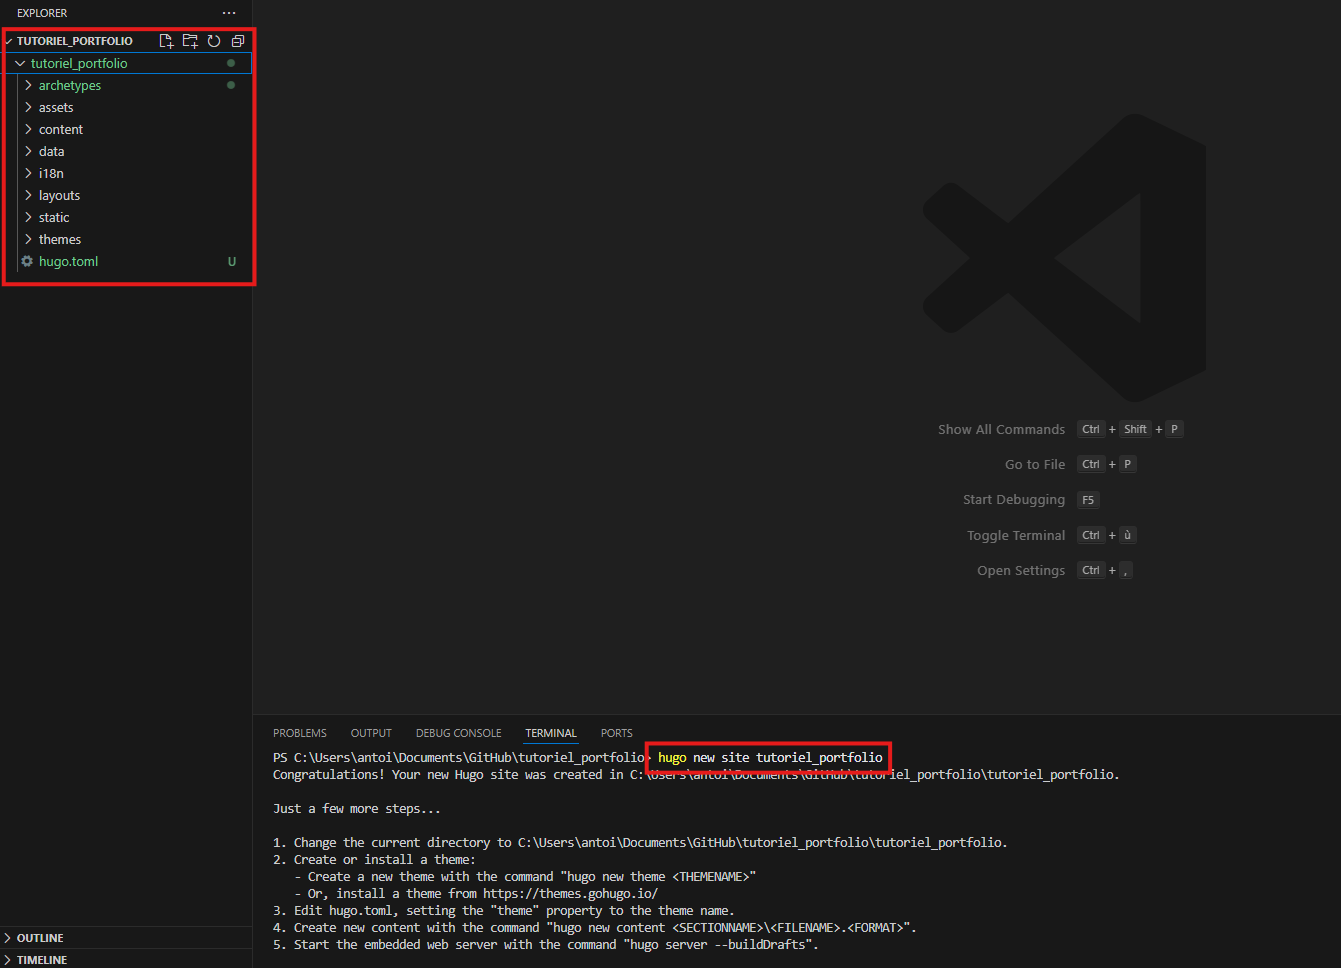 EXPLORER ...
TUTORIEL_PORTFOLIO
tutoriel_portfolio
archetypes
assets
content
data
i18n
layouts
static
themes
hugo.toml U
OUTLINE
TIMELINE
Show All Commands Ctrl + Shift + P
Go to File Ctrl + P
Start Debugging F5
Toggle Terminal Ctrl + ù
Open Settings Ctrl + ,
PROBLEMS OUTPUT DEBUG CONSOLE TERMINAL PORTS
PS C:\Users\antoi\Documents\GitHub\tutoriel_portfolio> hugo new site tutoriel_portfolio
Congratulations! Your new Hugo site was created in C:\Users\antoi\Documents\GitHub\tutoriel_portfolio\tutoriel_portfolio.
Just a few more steps...
1. Change the current directory to C:\Users\antoi\Documents\GitHub\tutoriel_portfolio\tutoriel_portfolio.
2. Create or install a theme:
- Create a new theme with the command "hugo new theme <THEMENAME>"
- Or, install a theme from https://themes.gohugo.io/
3. Edit hugo.toml, setting the "theme" property to the theme name.
4. Create new content with the command "hugo new content <SECTIONNAME>\<FILENAME>.<FORMAT>".
5. Start the embedded web server with the command "hugo server --buildDrafts".